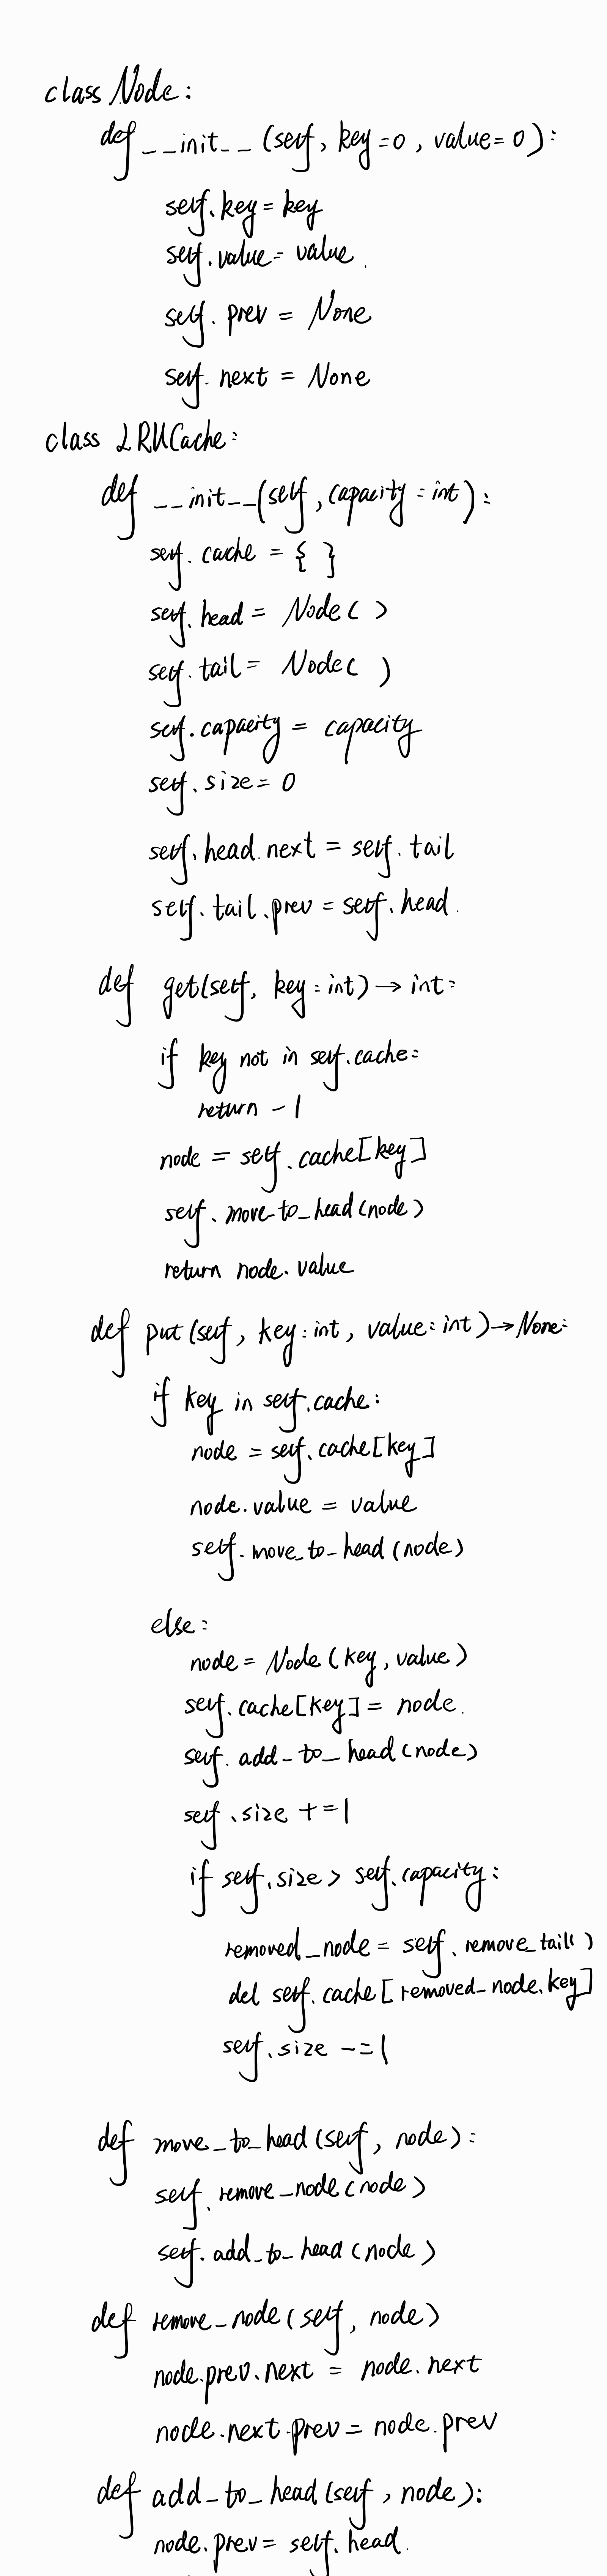 class Node:
def __init__(self, key=0, value=0):
self.key=key
self.value=value.
self.prev = None
self.next = None
class LRUCache:
def __init__(self, capacity=int):
self.cache = { }
self.head = Node( )
self.tail = Node( )
self.capacity = capacity
self.size = 0
self.head.next = self.tail
self.tail.prev = self.head.
def get(self, key:int)→int:
if key not in self.cache:
return -1
node = self.cache[key]
self.move_to_head(node)
return node.value
def put(self, key:int, value:int)→None:
if key in self.cache:
node = self.cache[key]
node.value = value
self.move_to_head(node)
else:
node = Node(key, value)
self.cache[key] = node.
self.add_to_head(node)
self.size +=1
if self.size > self.capacity:
removed_node = self.remove_tail()
del self.cache[removed_node.key]
self.size -=1
def move_to_head(self, node):
self.remove_node(node)
self.add_to_head(node)
def remove_node(self, node)
node.prev.next = node.next
node.next.prev = node.prev
def add_to_head(self, node):
node.prev = self.head.